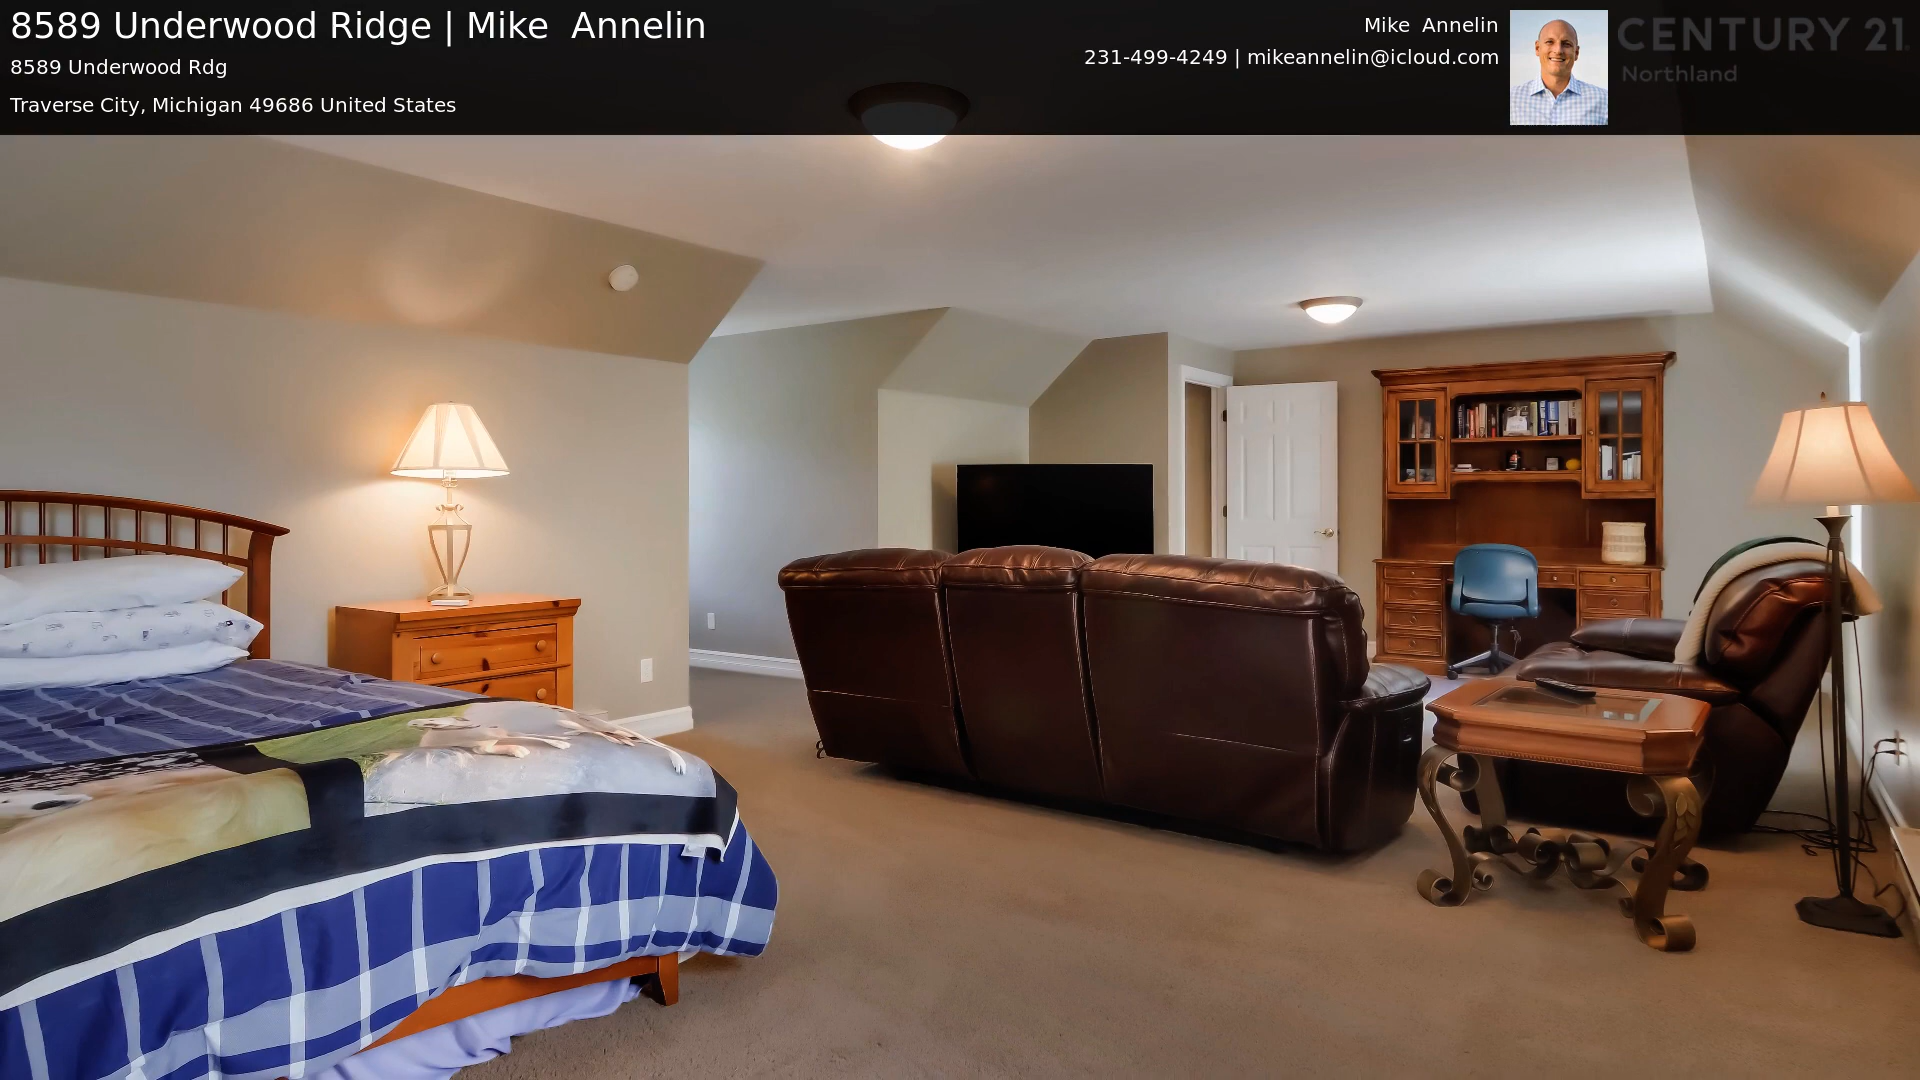 8589 Underwood Ridge | Mike  Annelin
8589 Underwood Rdg
Traverse City, Michigan 49686 United States
Mike  Annelin
231-499-4249 | mikeannelin@icloud.com
CENTURY 21.
Northland